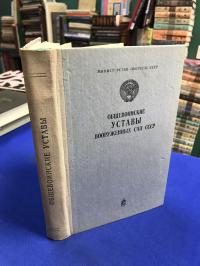 МИНИСТЕРСТВО ОБОРОНЫ СССР
ОБЩЕВОИНСКИЕ
УСТАВЫ
ВООРУЖЕННЫХ СИЛ СССР
ОБЩЕВОИНСКИЕ УСТАВЫ